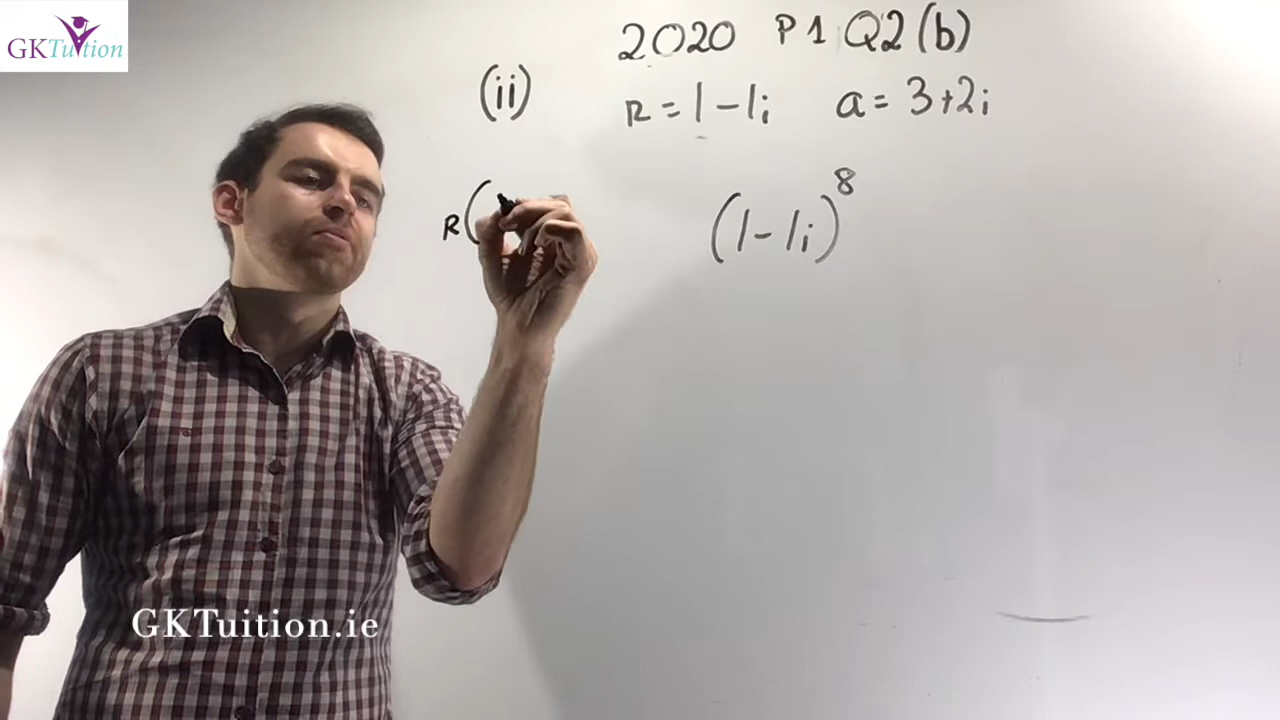 GKTuition
2020 P1 Q2(b)
(ii) r = 1 - 1i a = 3 + 2i
r( (1 - 1i)^8
GKTuition.ie